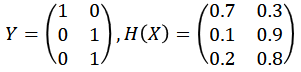 Y = (1 0
0 1
0 1), H(X) = (0.7 0.3
0.1 0.9
0.2 0.8)